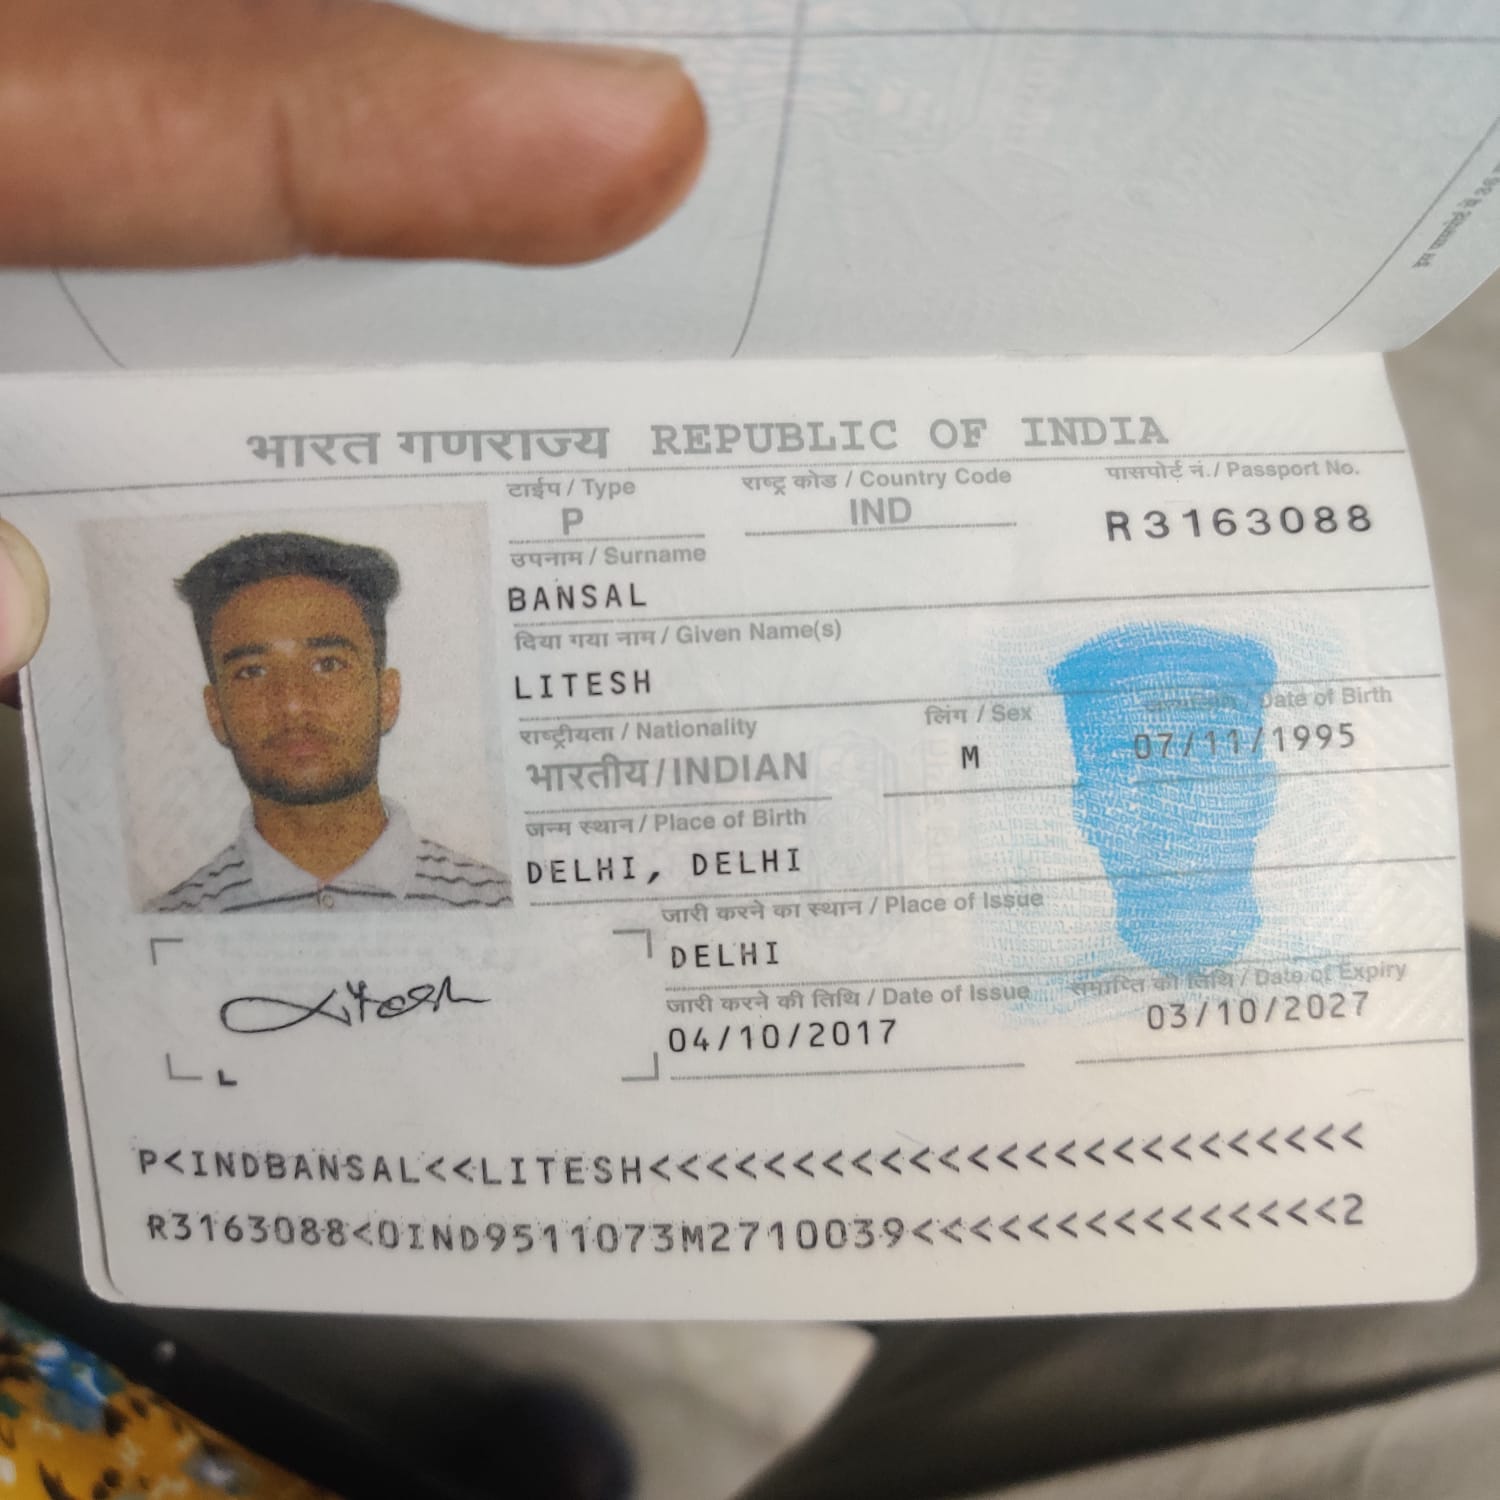 भारत गणराज्य REPUBLIC OF INDIA
टाईप / Type
राष्ट्र कोड / Country Code
पासपोर्ट नं. / Passport No.
P
IND
R3163088
उपनाम / Surname
BANSAL
दिया गया नाम / Given Name(s)
LITESH
राष्ट्रीयता / Nationality
लिंग / Sex
Date of Birth
भारतीय / INDIAN
M
07/11/1995
जन्म स्थान / Place of Birth
DELHI, DELHI
जारी करने का स्थान / Place of Issue
DELHI
जारी करने की तिथि / Date of Issue
समाप्ति की तिथि / Date of Expiry
04/10/2017
03/10/2027
Litesh
P<INDBANSAL<<LITESH<<<<<<<<<<<<<<<<<<<<<<<<<
R3163088<0IND9511073M2710039<<<<<<<<<<<<<<<2